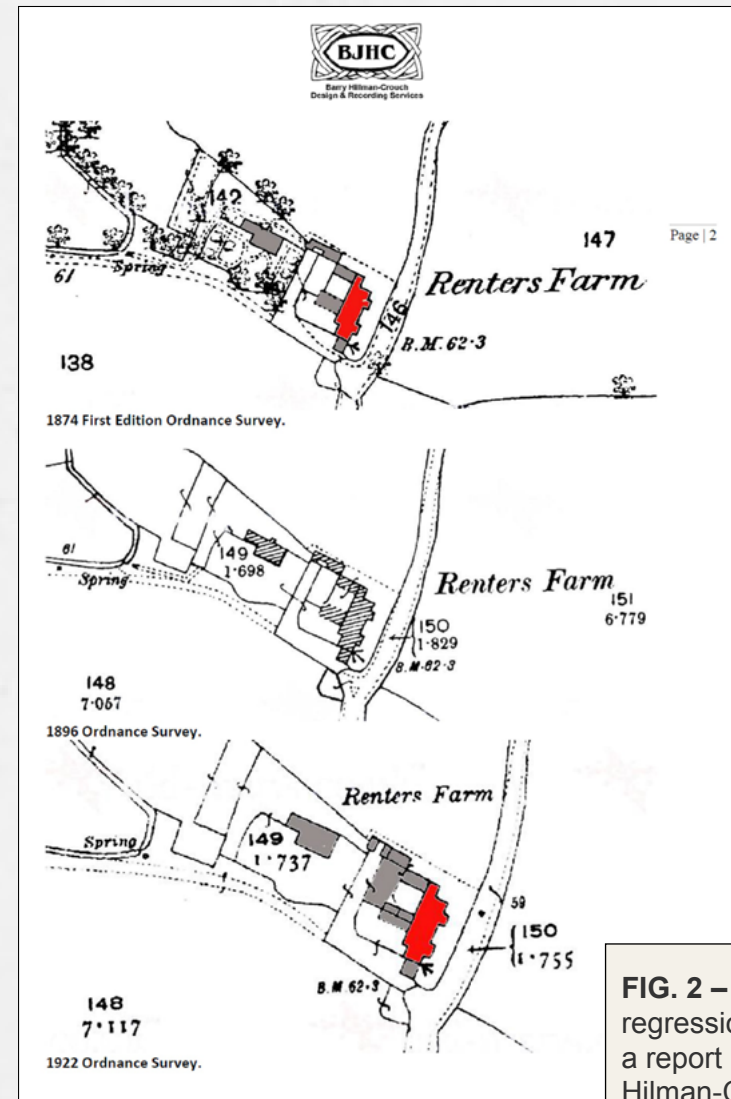 BJHC
Barry Hillman-Crouch
Design & Recording Services
Page | 2
142
147
61
Spring
Renters Farm
146
B.M. 62·3
138
1874 First Edition Ordnance Survey.
149
1·698
61
Spring
Renters Farm
151
6·779
150
1·829
B.M.62·3
148
7·057
1896 Ordnance Survey.
Renters Farm
149
1·737
Spring
59
150
1·755
B.M. 62·3
148
7·117
1922 Ordnance Survey.
FIG. 2 –
regressio
a report
Hilman-C